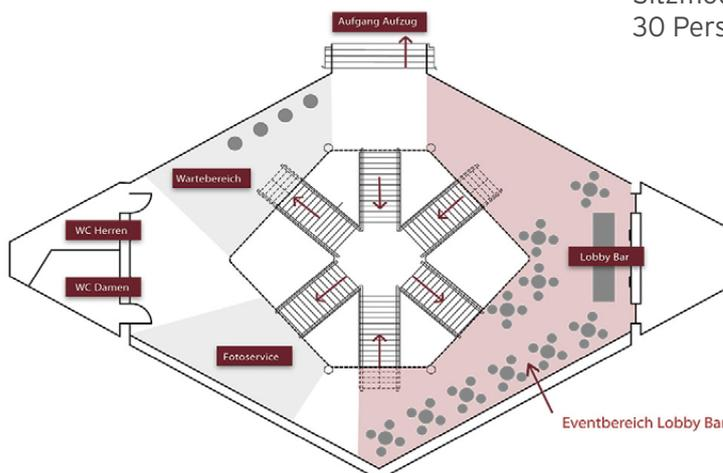 Aufgang Aufzug
30 Pers
Wartebereich
WC Herren
Lobby Bar
WC Damen
Fotoservice
Eventbereich Lobby Bar